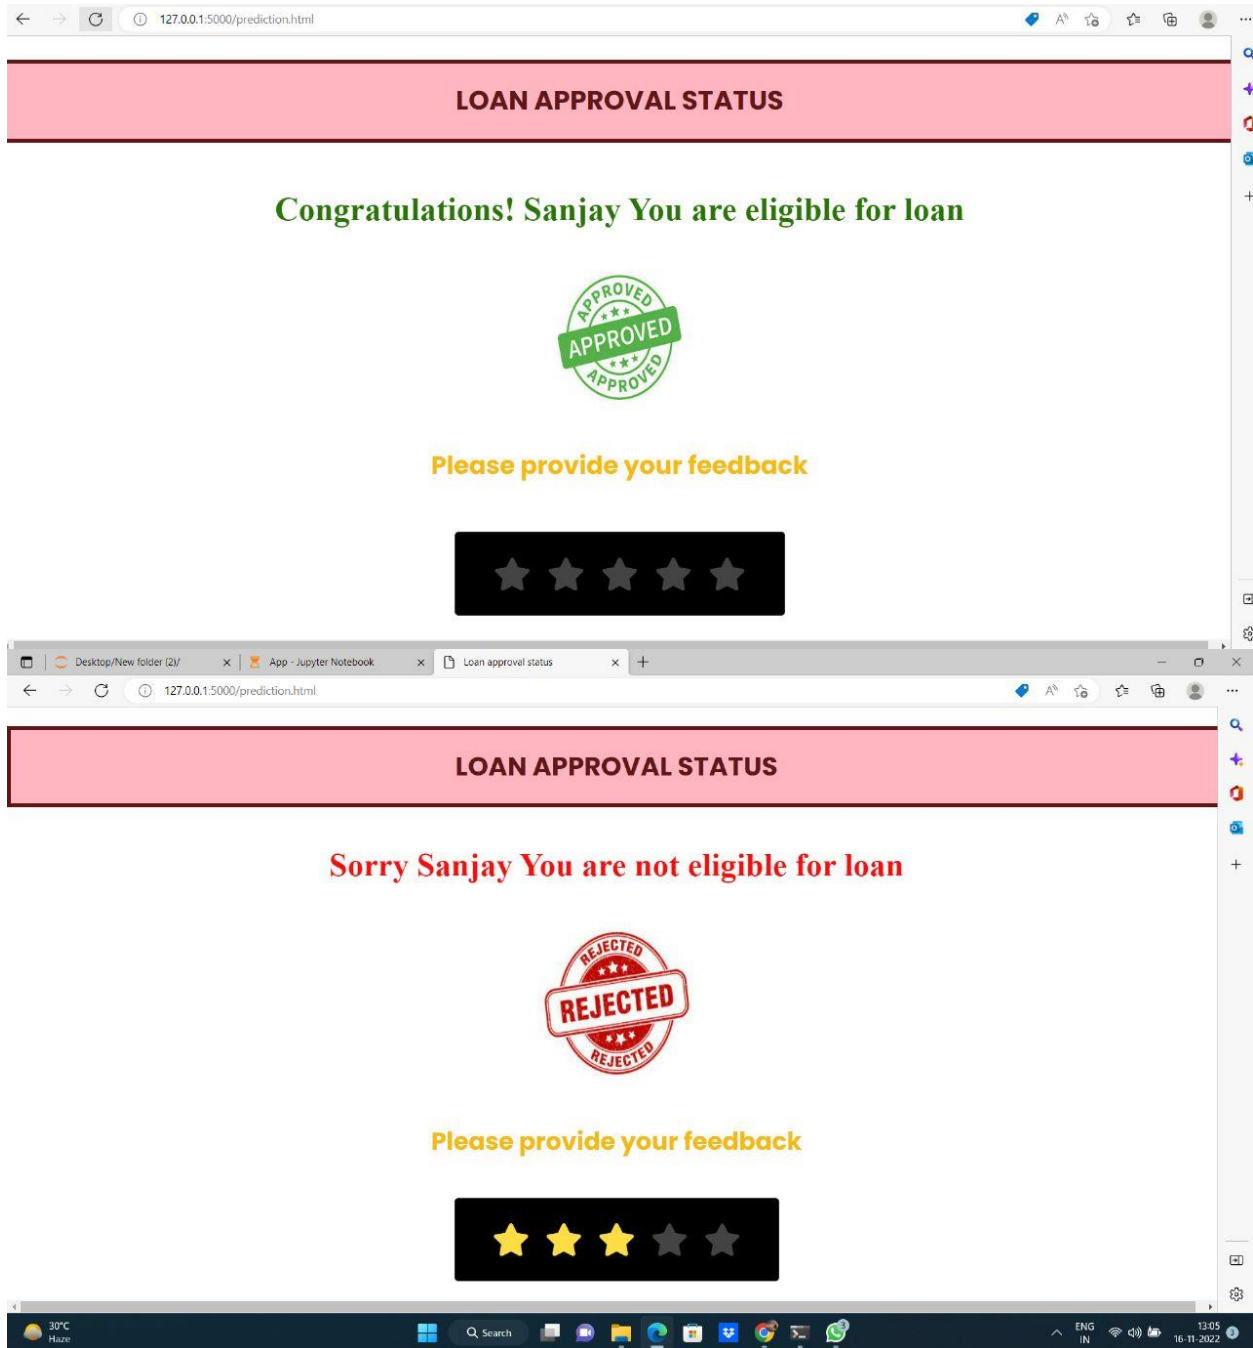 127.0.0.1:5000/prediction.html
LOAN APPROVAL STATUS
Congratulations! Sanjay You are eligible for loan
APPROVED
APPROVED
APPROVED
Please provide your feedback
Desktop/New folder (2)/ App - Jupyter Notebook Loan approval status
127.0.0.1:5000/prediction.html
LOAN APPROVAL STATUS
Sorry Sanjay You are not eligible for loan
REJECTED
REJECTED
REJECTED
Please provide your feedback
30°C
Haze
Search
ENG
IN
13:05
16-11-2022
3